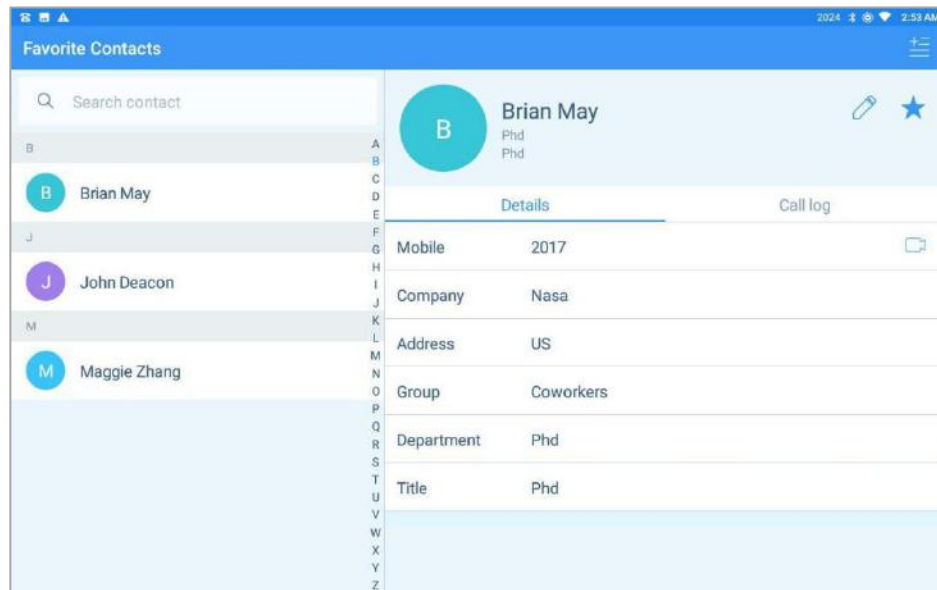 2024 2:53 AM
Favorite Contacts
Search contact
B
B Brian May
J
J John Deacon
M
M Maggie Zhang
A
B
C
D
E
F
G
H
I
J
K
L
M
N
O
P
Q
R
S
T
U
V
W
X
Y
Z
B
Brian May
Phd
Phd
Details Call log
Mobile 2017
Company Nasa
Address US
Group Coworkers
Department Phd
Title Phd